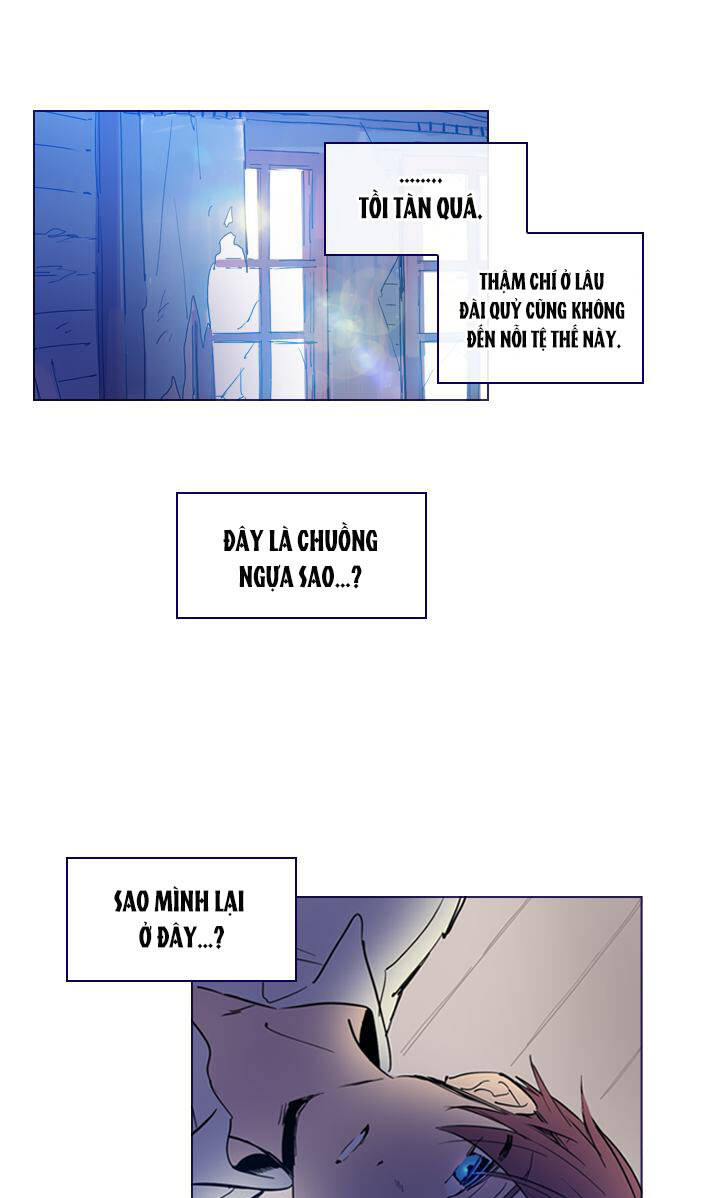 ........
TỒI TÀN QUÁ.
THẬM CHÍ Ở LÂU
ĐÀI QUỶ CŨNG KHÔNG
ĐẾN NỖI TỆ THẾ NÀY.
ĐÂY LÀ CHUỒNG
NGỰA SAO...?
SAO MÌNH LẠI
Ở ĐÂY...?